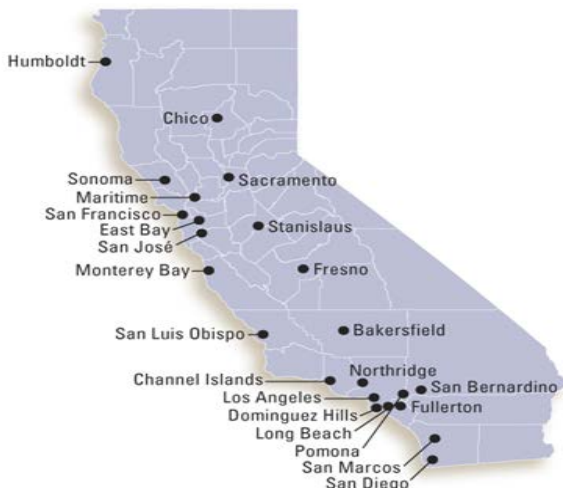 Humboldt
Chico
Sonoma
Sacramento
Maritime
San Francisco
East Bay
Stanislaus
San José
Monterey Bay
Fresno
San Luis Obispo
Bakersfield
Channel Islands
Northridge
San Bernardino
Los Angeles
Dominguez Hills
Fullerton
Long Beach
Pomona
San Marcos
San Diego